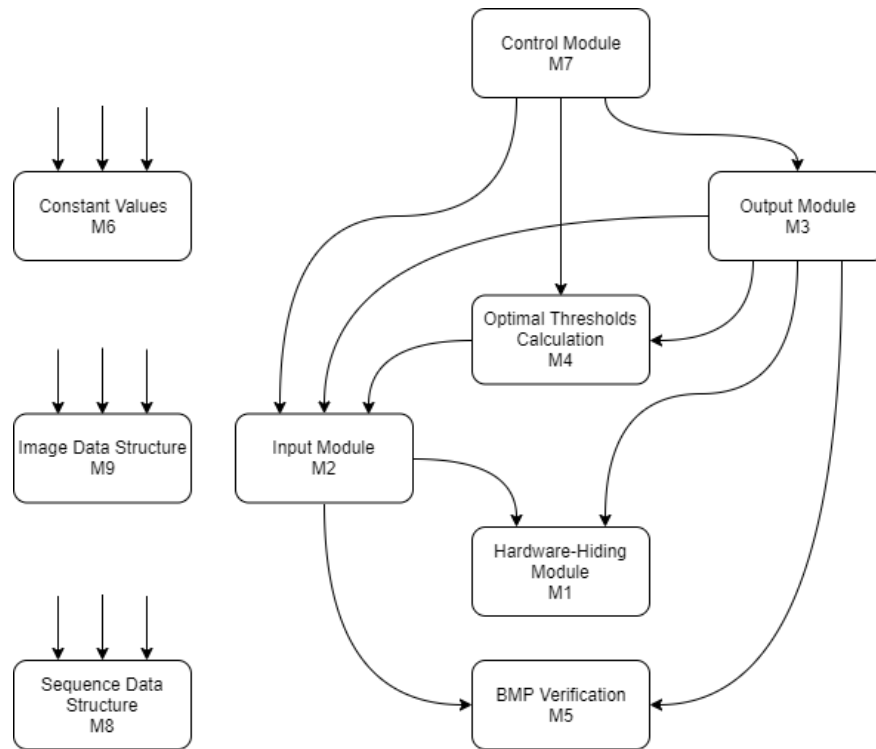 Control Module
M7
Constant Values
M6
Output Module
M3
Optimal Thresholds
Calculation
M4
Image Data Structure
M9
Input Module
M2
Hardware-Hiding
Module
M1
Sequence Data
Structure
M8
BMP Verification
M5